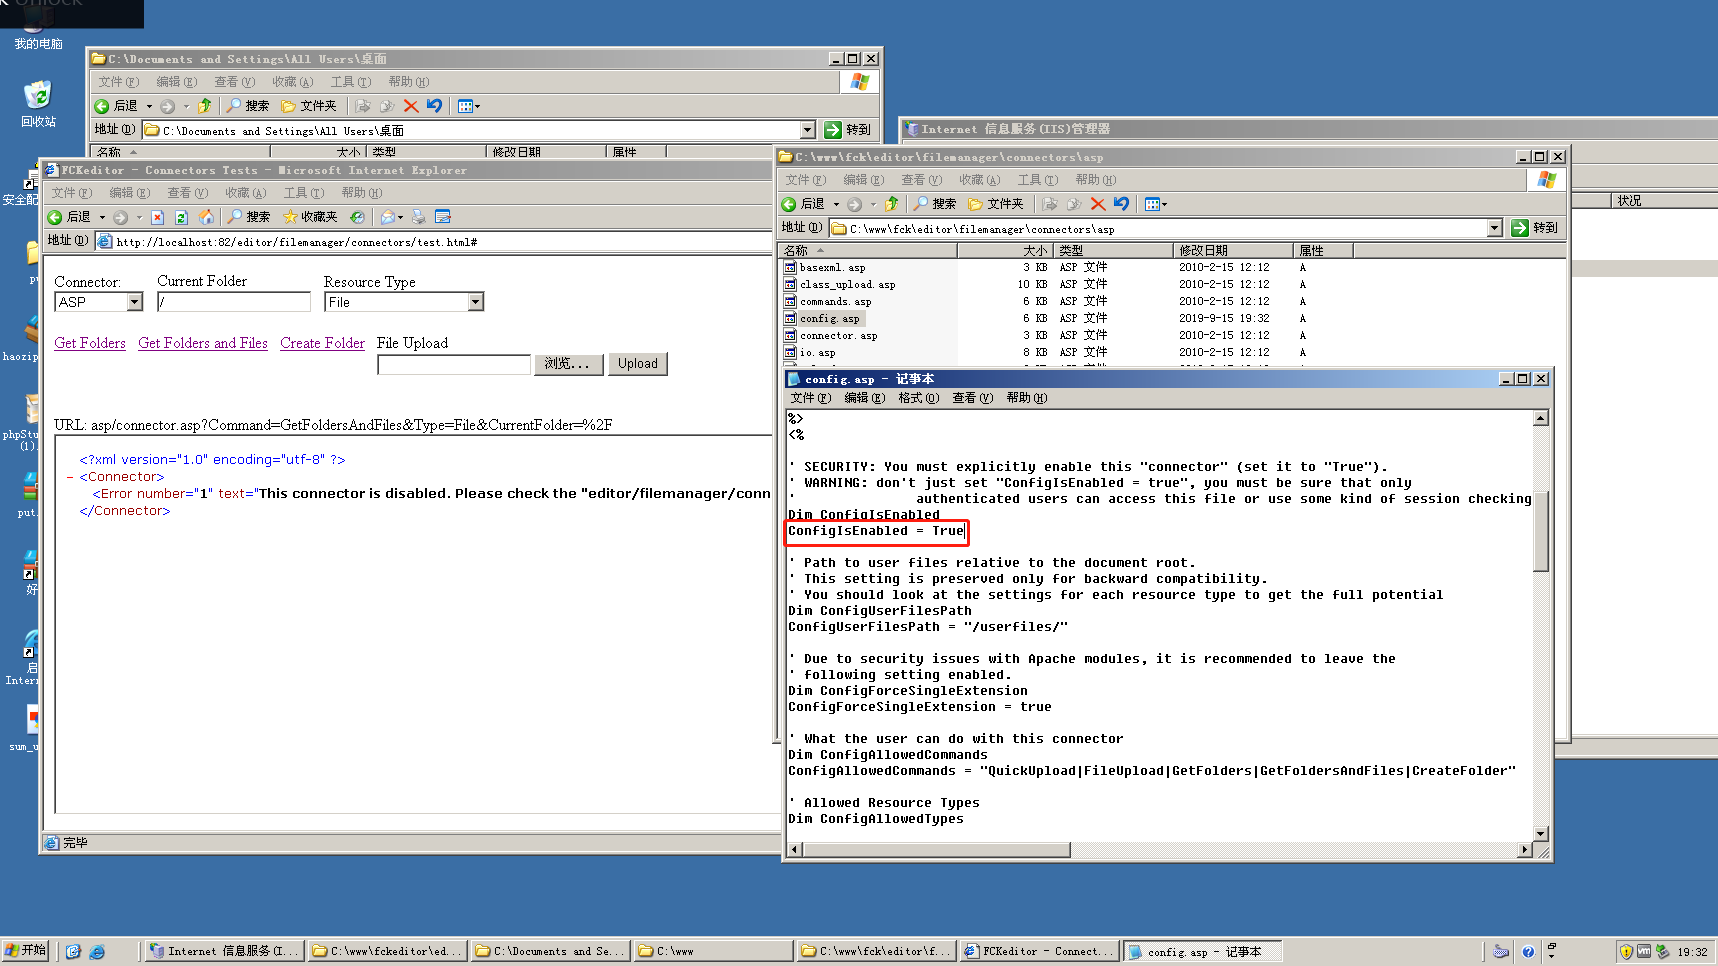 k Unlock
我的电脑
回收站
安全配
haozip
phpStu
(1).
put.
好
启
Intern
sum_u
C:\Documents and Settings\All Users\桌面
文件(F) 编辑(E) 查看(V) 收藏(A) 工具(T) 帮助(H)
后退 搜索 文件夹
地址(D) C:\Documents and Settings\All Users\桌面 转到
名称 大小 类型 修改日期 属性
Internet 信息服务(IIS)管理器
状况
FCKeditor - Connectors Tests - Microsoft Internet Explorer
文件(F) 编辑(E) 查看(V) 收藏(A) 工具(T) 帮助(H)
后退 搜索 收藏夹
地址(D) http://localhost:82/editor/filemanager/connectors/test.html#
Connector: Current Folder Resource Type
ASP / File
Get Folders Get Folders and Files Create Folder File Upload
浏览... Upload
URL: asp/connector.asp?Command=GetFoldersAndFiles&Type=File&CurrentFolder=%2F
<?xml version="1.0" encoding="utf-8" ?>
- <Connector>
<Error number="1" text="This connector is disabled. Please check the "editor/filemanager/conn
</Connector>
完毕
C:\www\fck\editor\filemanager\connectors\asp
文件(F) 编辑(E) 查看(V) 收藏(A) 工具(T) 帮助(H)
后退 搜索 文件夹
地址(D) C:\www\fck\editor\filemanager\connectors\asp 转到
名称 大小 类型 修改日期 属性
basexml.asp 3 KB ASP 文件 2010-2-15 12:12 A
class_upload.asp 10 KB ASP 文件 2010-2-15 12:12 A
commands.asp 6 KB ASP 文件 2010-2-15 12:12 A
config.asp 6 KB ASP 文件 2019-9-15 19:32 A
connector.asp 3 KB ASP 文件 2010-2-15 12:12 A
io.asp 8 KB ASP 文件 2010-2-15 12:12 A
config.asp - 记事本
文件(F) 编辑(E) 格式(O) 查看(V) 帮助(H)
%>
<%
' SECURITY: You must explicitly enable this "connector" (set it to "True").
' WARNING: don't just set "ConfigIsEnabled = true", you must be sure that only
' authenticated users can access this file or use some kind of session checking
Dim ConfigIsEnabled
ConfigIsEnabled = True
' Path to user files relative to the document root.
' This setting is preserved only for backward compatibility.
' You should look at the settings for each resource type to get the full potential
Dim ConfigUserFilesPath
ConfigUserFilesPath = "/userfiles/"
' Due to security issues with Apache modules, it is recommended to leave the
' following setting enabled.
Dim ConfigForceSingleExtension
ConfigForceSingleExtension = true
' What the user can do with this connector
Dim ConfigAllowedCommands
ConfigAllowedCommands = "QuickUpload|FileUpload|GetFolders|GetFoldersAndFiles|CreateFolder"
' Allowed Resource Types
Dim ConfigAllowedTypes
开始 Internet 信息服务(I... C:\www\fckeditor\ed... C:\Documents and Se... C:\www C:\www\fck\editor\f... FCKeditor - Connect... config.asp - 记事本 19:32